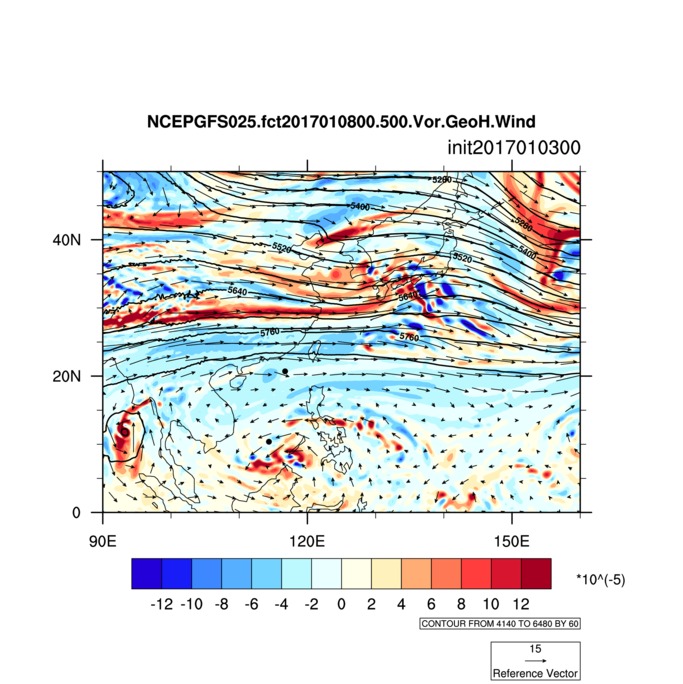 NCEPGFS025.fct2017010800.500.Vor.GeoH.Wind
init2017010300
5280
5400
5280
40N
5520
5400
5520
5640
5640
5760
5760
20N
0
90E 120E 150E
-12 -10 -8 -6 -4 -2 0 2 4 6 8 10 12
*10^(-5)
CONTOUR FROM 4140 TO 6480 BY 60
15
Reference Vector